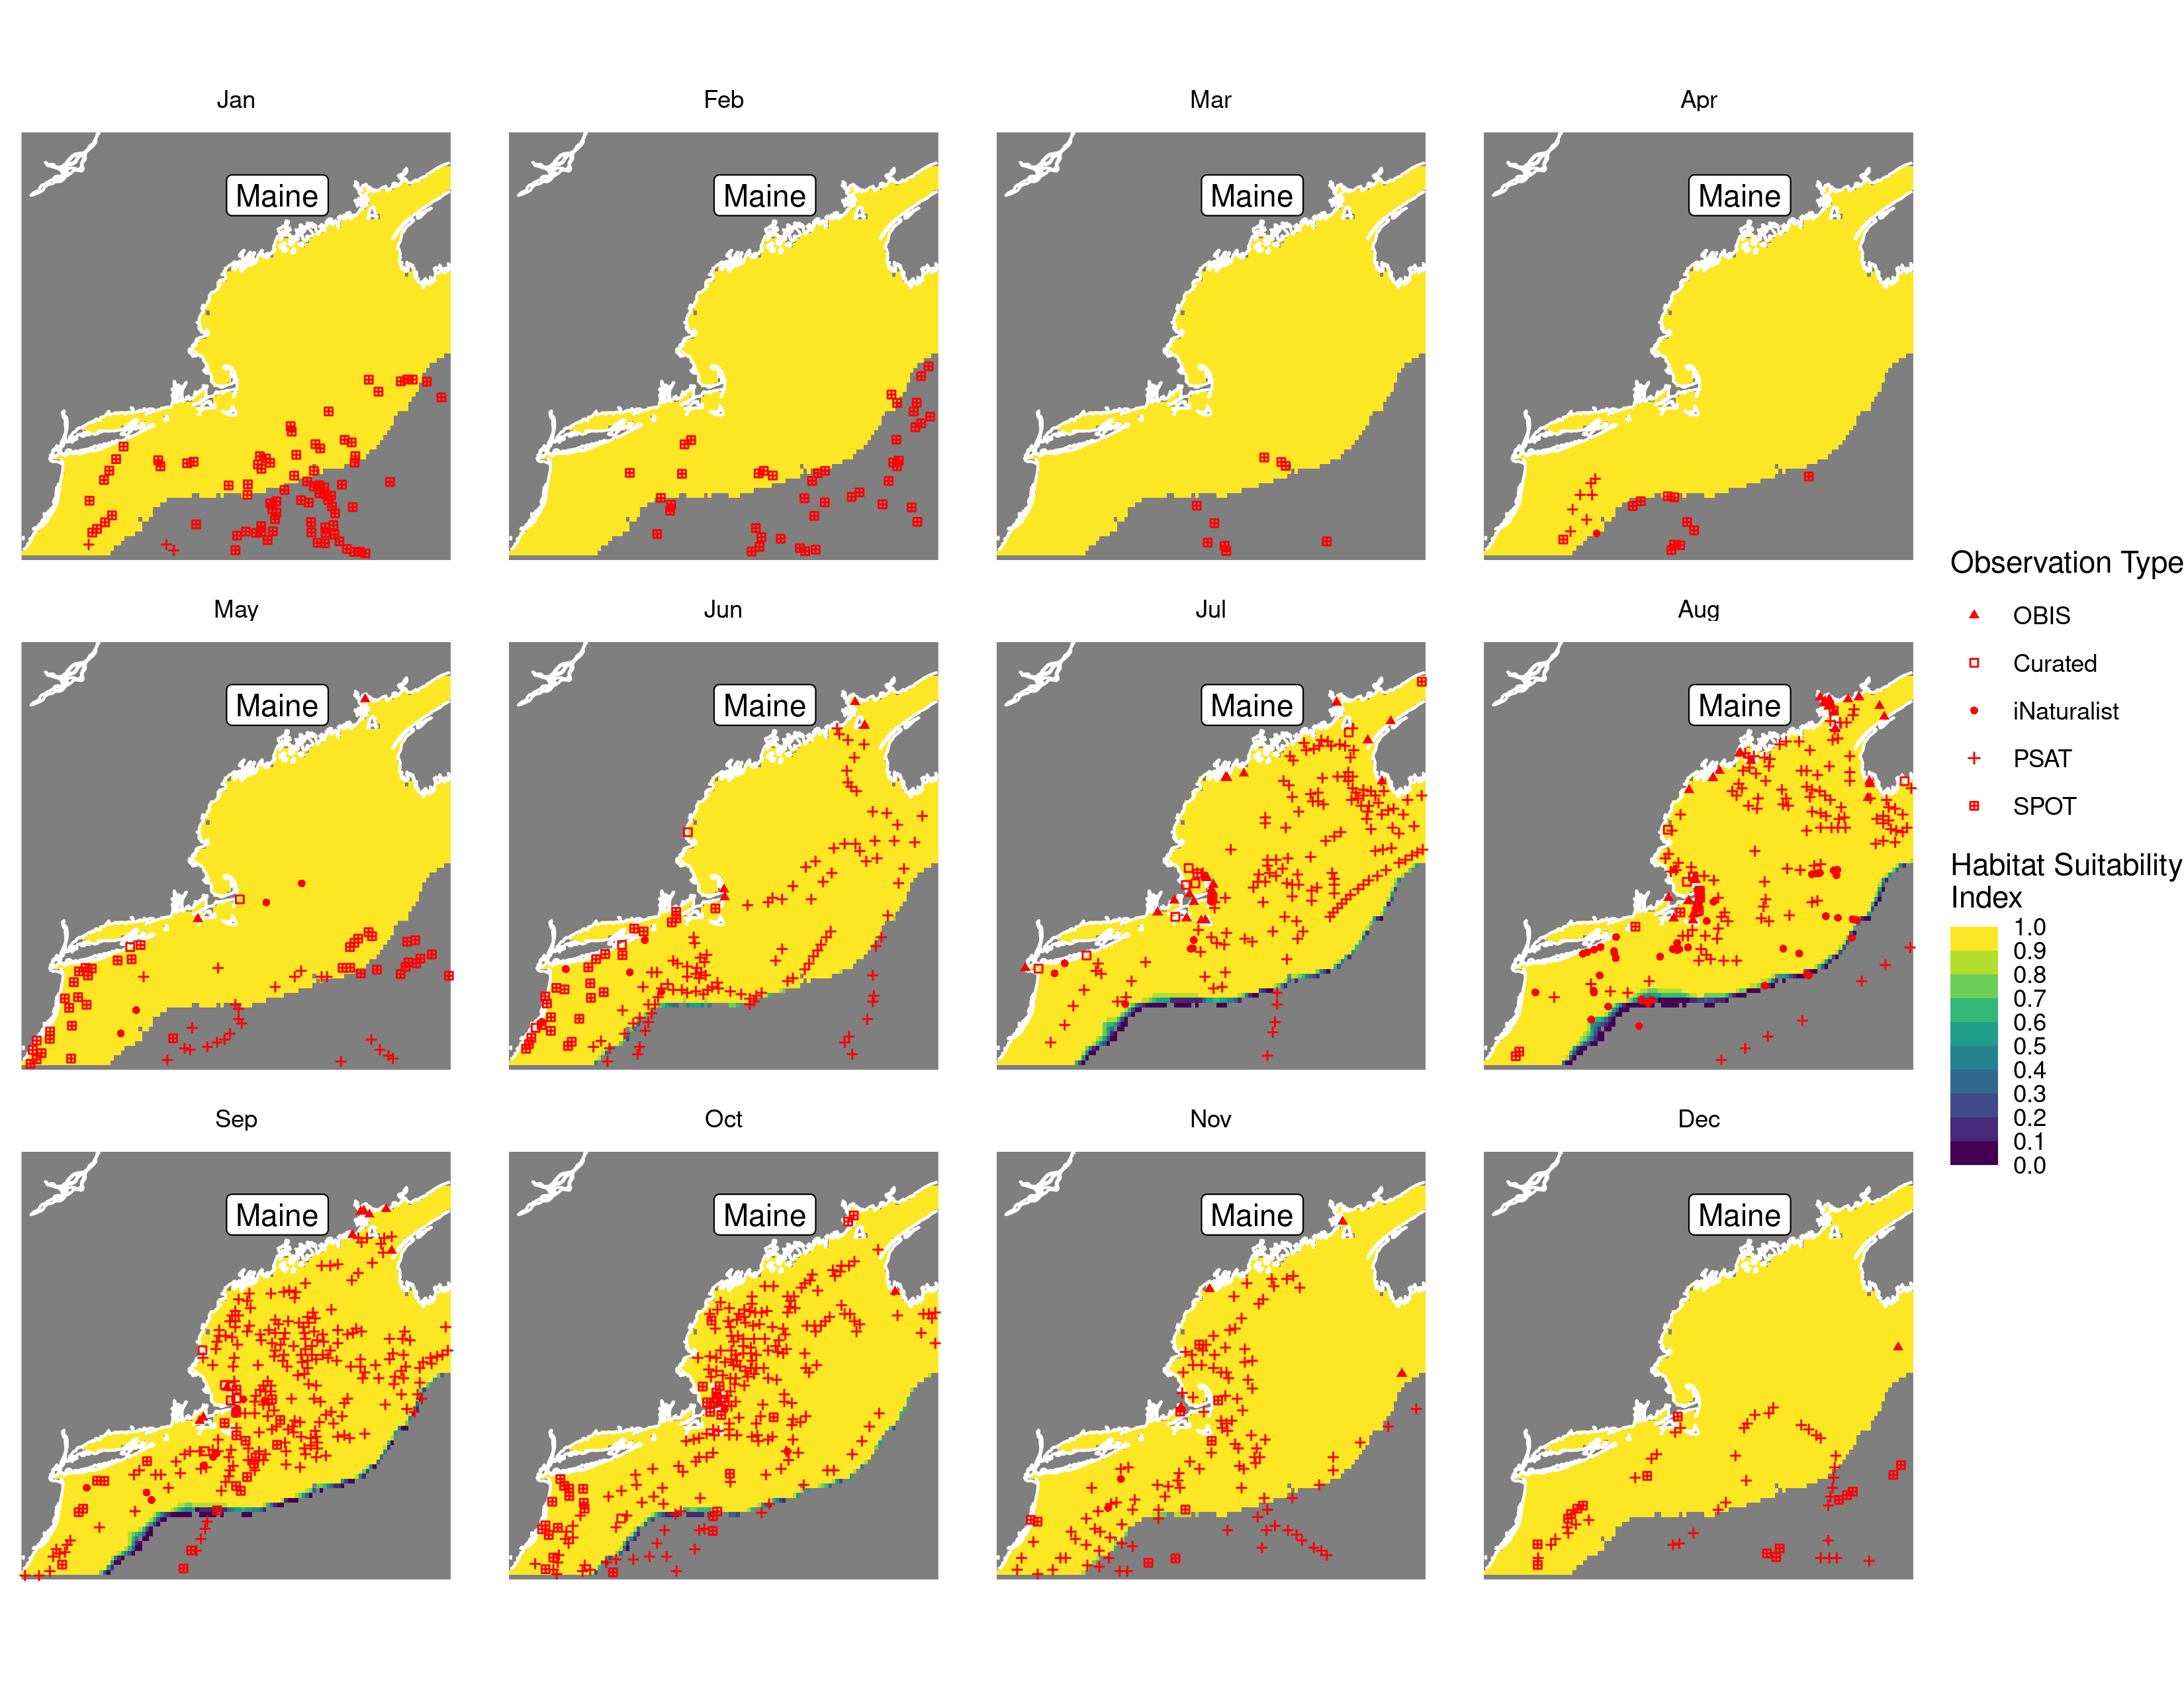 Jan
Feb
Mar
Apr
Maine
Maine
Maine
Maine
May
Jun
Jul
Aug
Maine
Maine
Maine
Maine
Sep
Oct
Nov
Dec
Maine
Maine
Maine
Maine
Observation Type
OBIS
Curated
iNaturalist
PSAT
SPOT
Habitat Suitability
Index
1.0
0.9
0.8
0.7
0.6
0.5
0.4
0.3
0.2
0.1
0.0